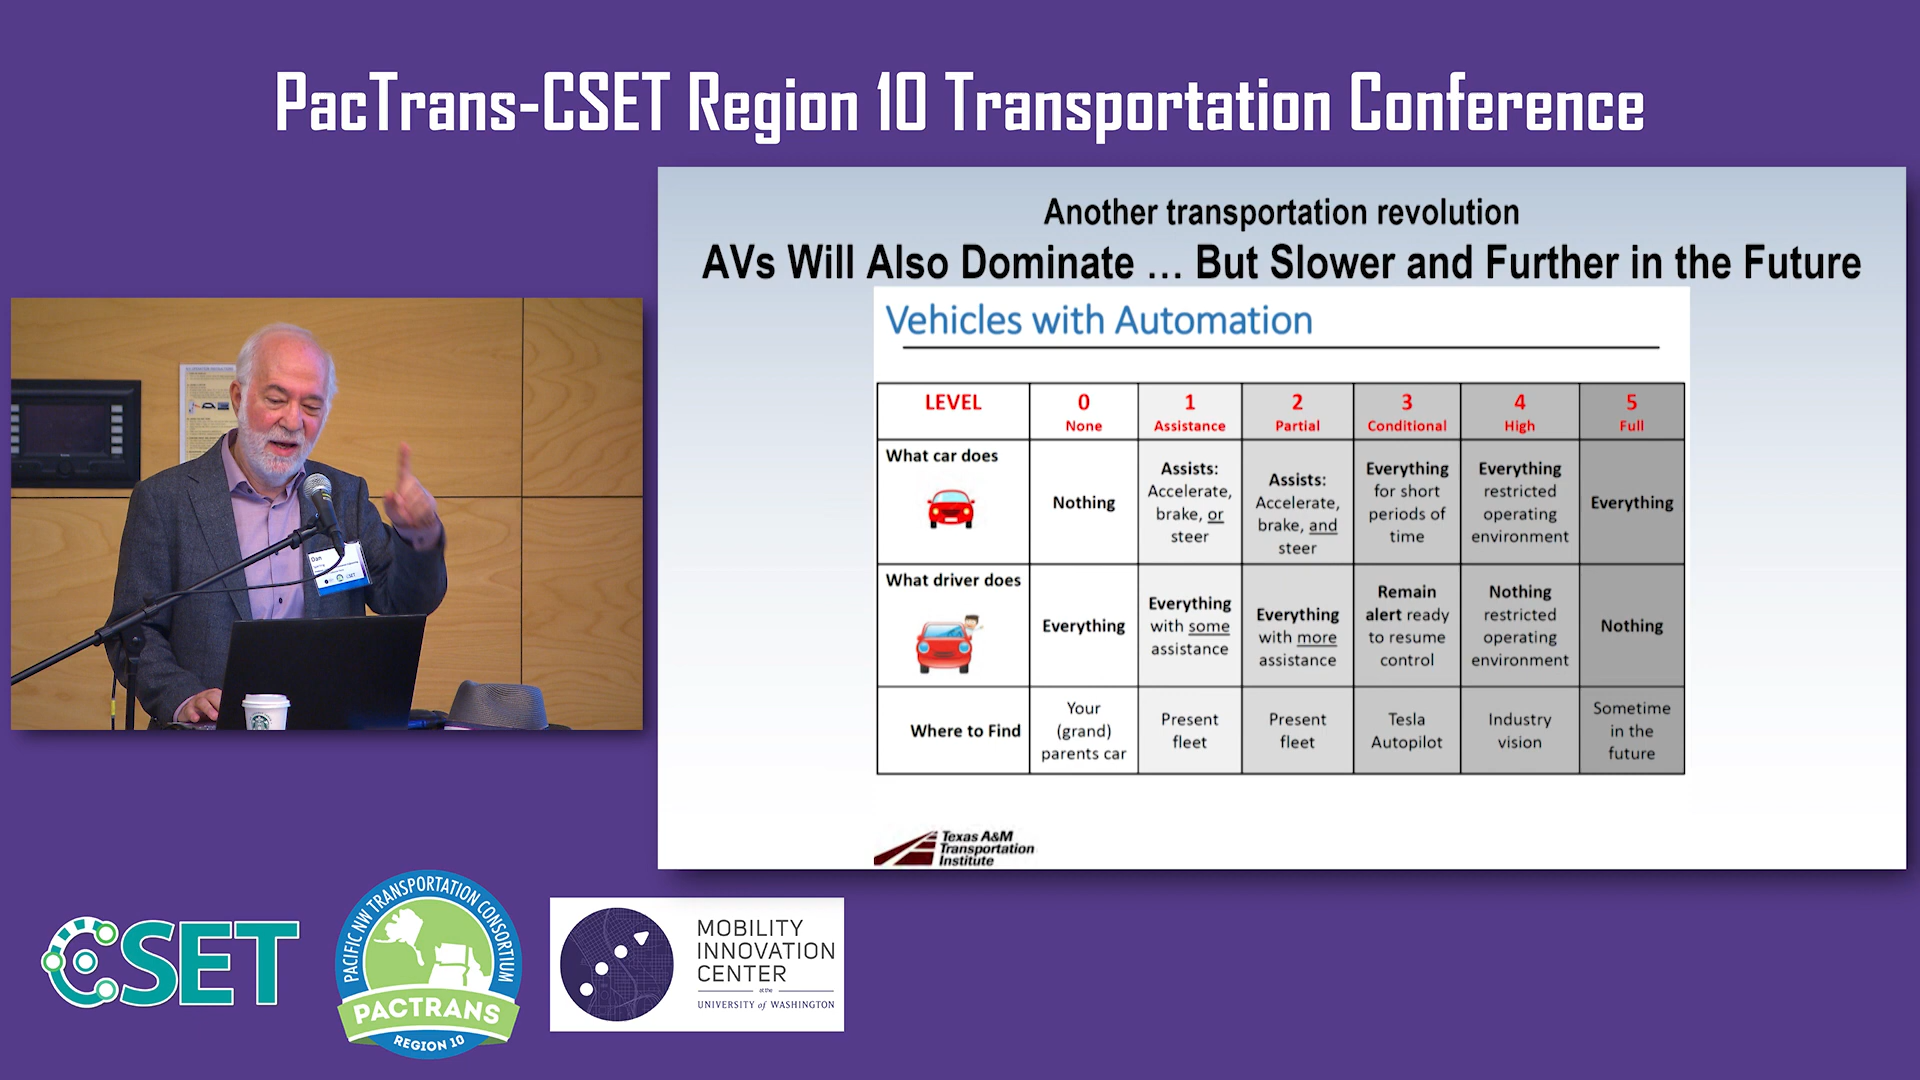 PacTrans-CSET Region 10 Transportation Conference
Another transportation revolution
AVs Will Also Dominate ... But Slower and Further in the Future
Vehicles with Automation
LEVEL
0
None
1
Assistance
2
Partial
3
Conditional
4
High
5
Full
What car does
Nothing
Assists:
Accelerate,
brake, or
steer
Assists:
Accelerate,
brake, and
steer
Everything
for short
periods of
time
Everything
restricted
operating
environment
Everything
What driver does
Everything
Everything
with some
assistance
Everything
with more
assistance
Remain
alert ready
to resume
control
Nothing
restricted
operating
environment
Nothing
Where to Find
Your
(grand)
parents car
Present
fleet
Present
fleet
Tesla
Autopilot
Industry
vision
Sometime
in the
future
Texas A&M
Transportation
Institute
Dan
CSET
PACIFIC NW TRANSPORTATION CONSORTIUM
PACTRANS
REGION 10
MOBILITY
INNOVATION
CENTER
at the
UNIVERSITY of WASHINGTON